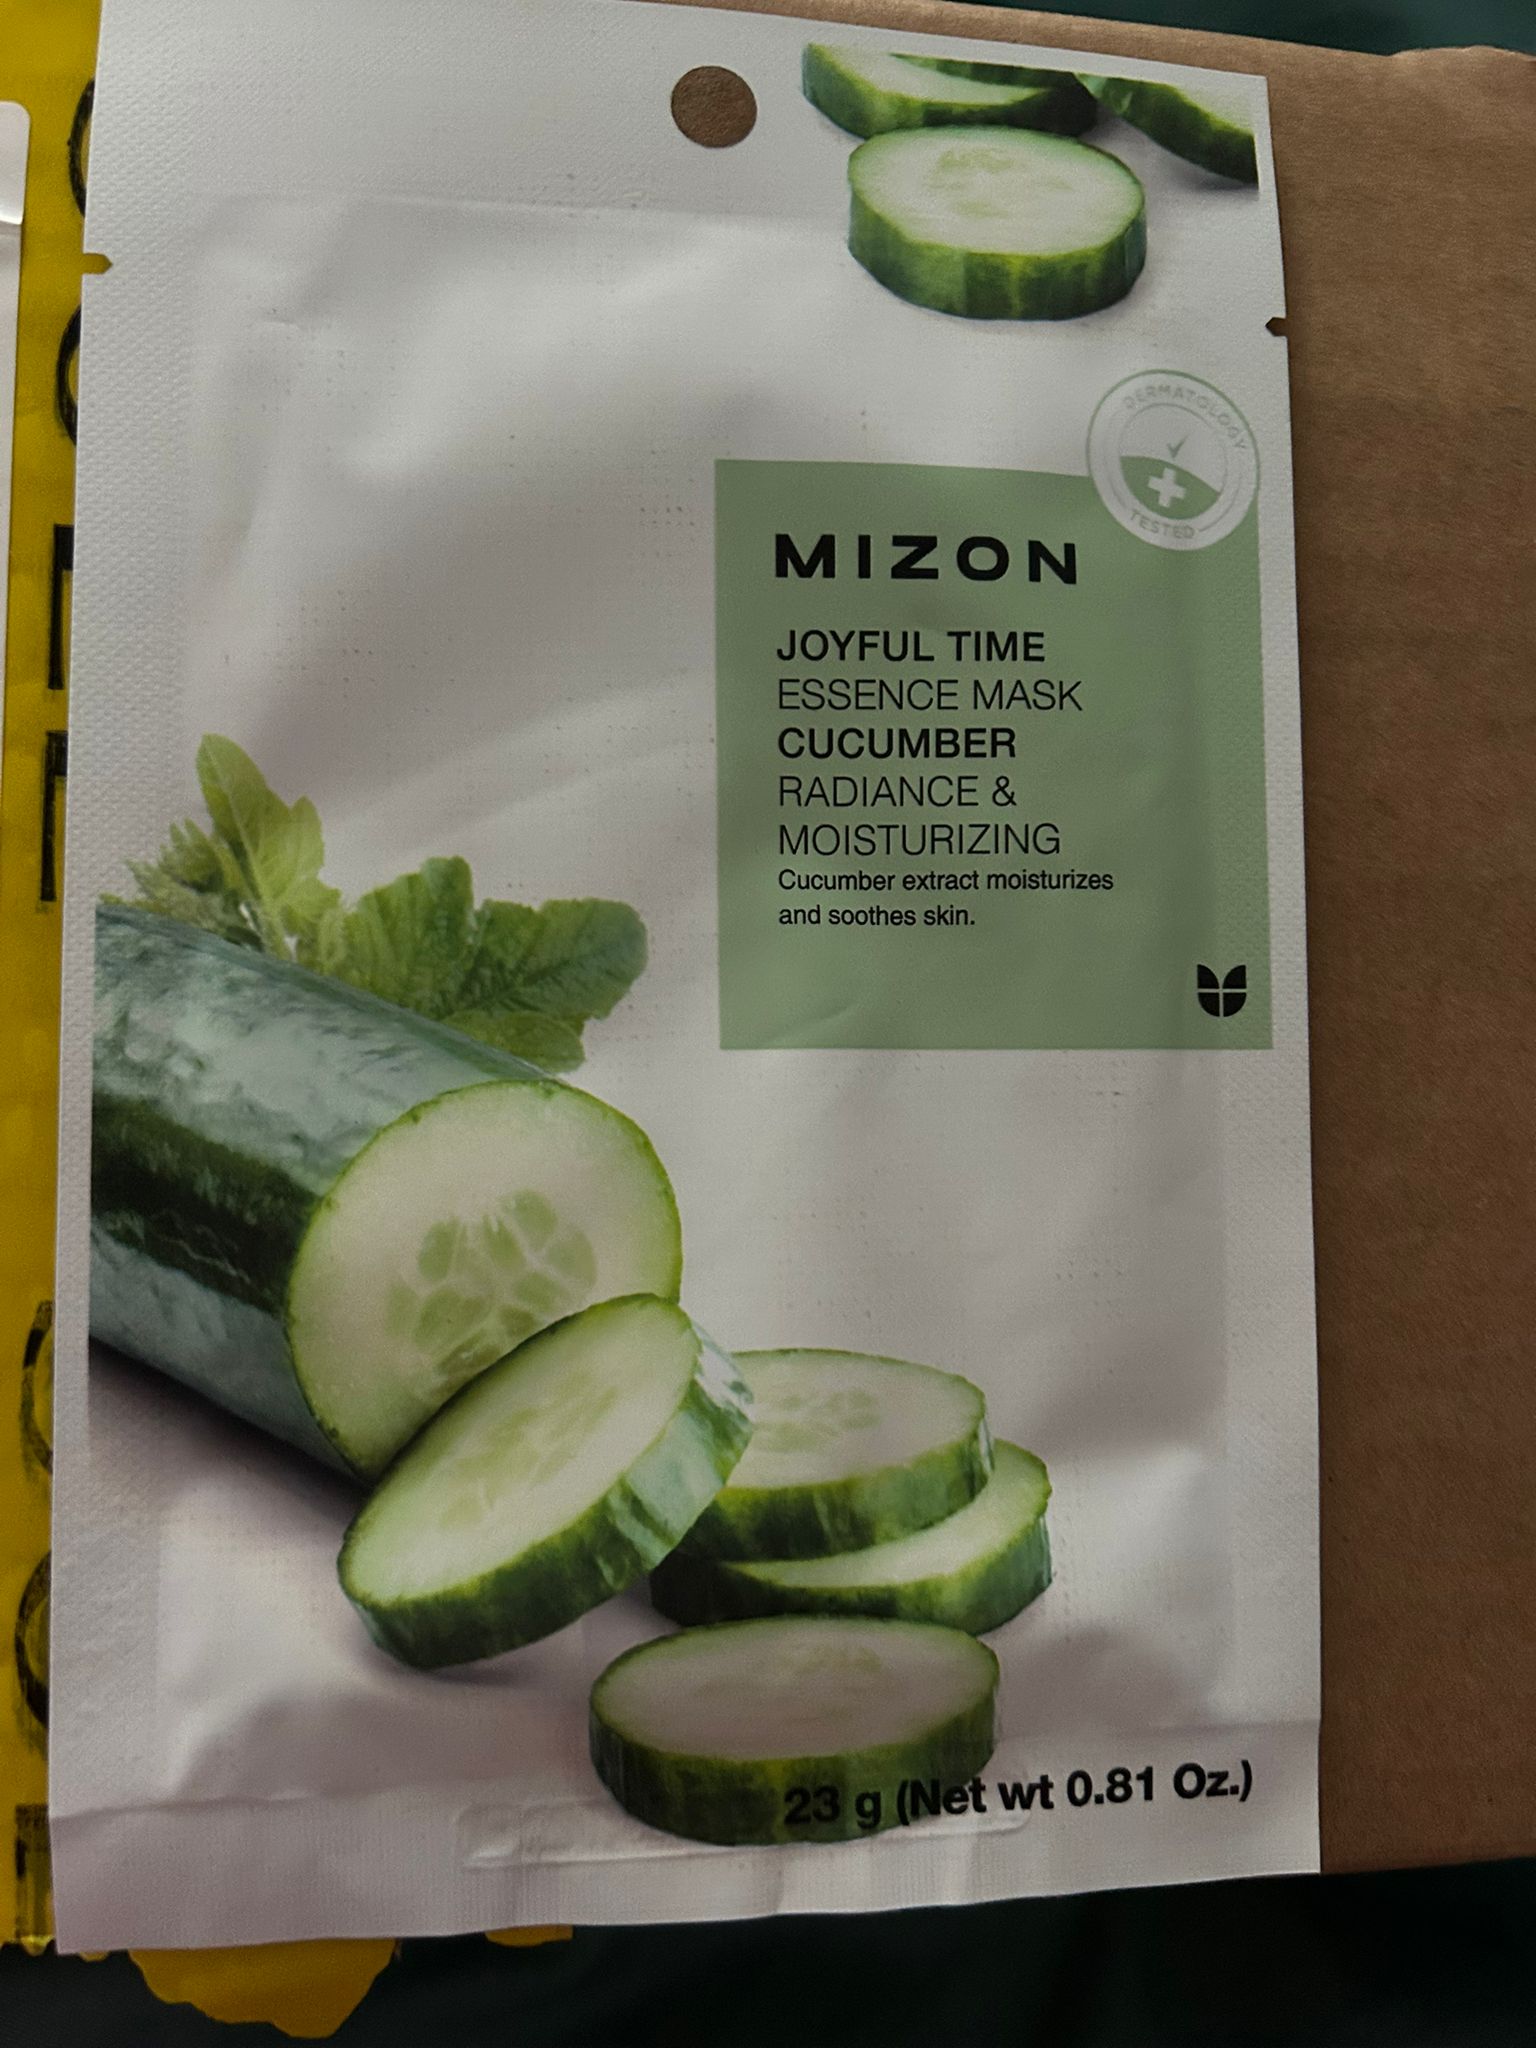 DERMATOLOGY
TESTED
MIZON
JOYFUL TIME
ESSENCE MASK
CUCUMBER
RADIANCE &
MOISTURIZING
Cucumber extract moisturizes
and soothes skin.
23 g (Net wt 0.81 Oz.)